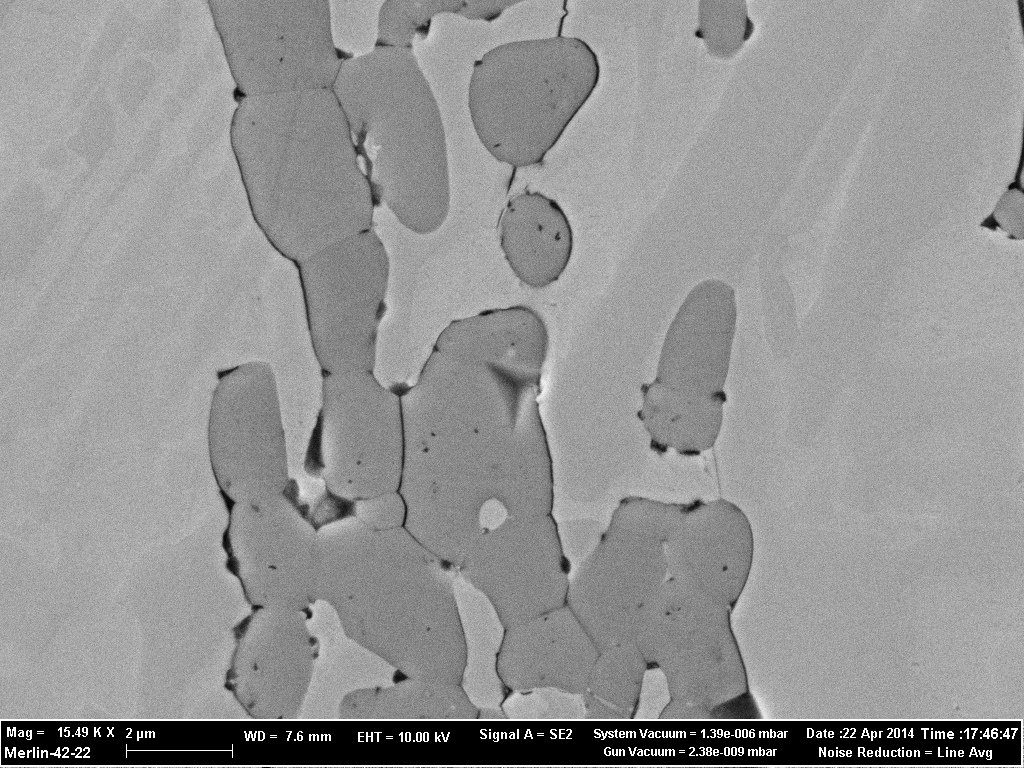 Mag = 15.49 K X 2 µm WD = 7.6 mm EHT = 10.00 kV Signal A = SE2 System Vacuum = 1.39e-006 mbar Date :22 Apr 2014 Time :17:46:47
Merlin-42-22 Gun Vacuum = 2.38e-009 mbar Noise Reduction = Line Avg